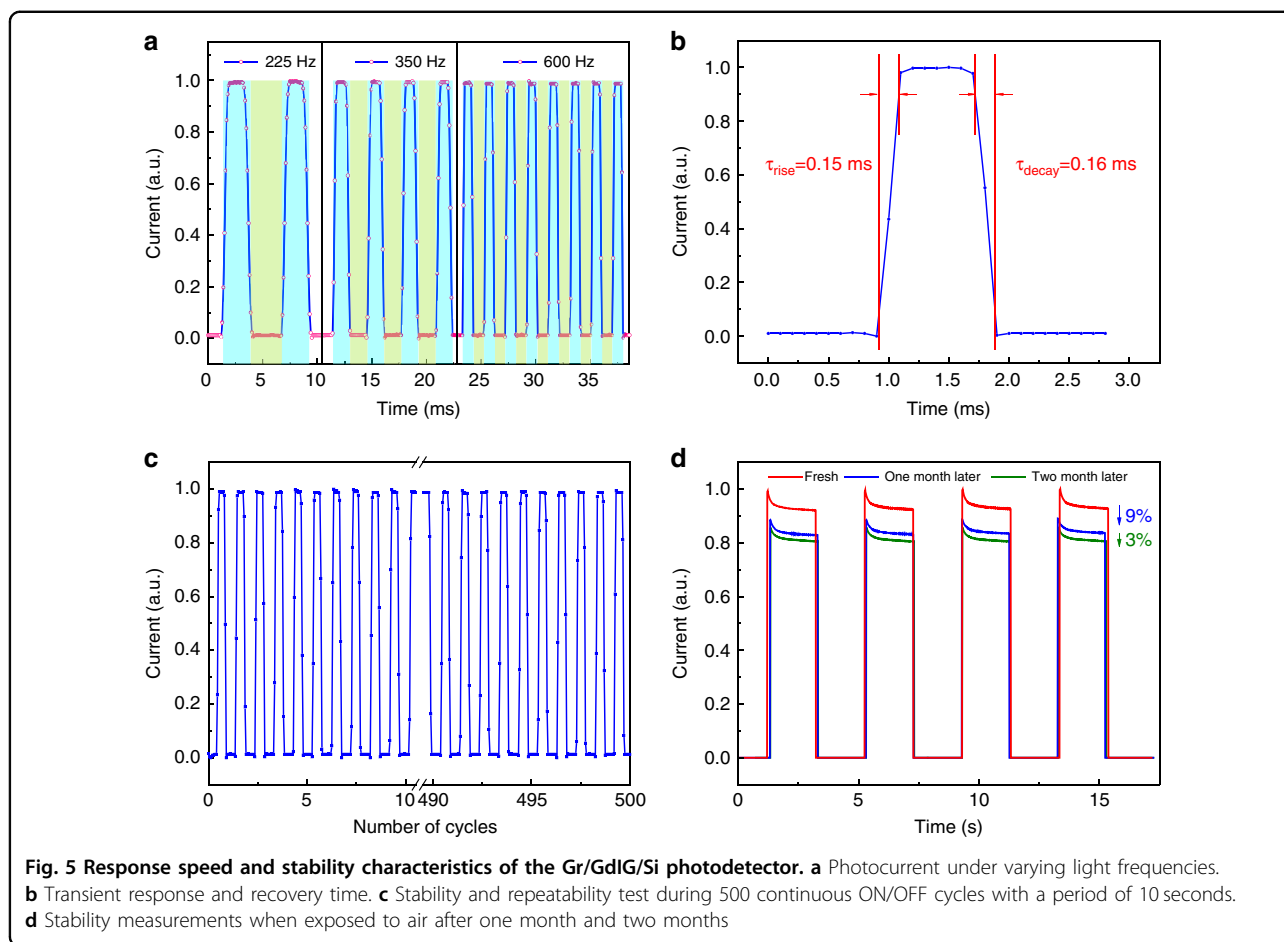 a
225 Hz 350 Hz 600 Hz
1.0
0.8
0.6
0.4
0.2
0.0
Current (a.u.)
0 5 10 15 20 25 30 35
Time (ms)
b
1.0
0.8
0.6
0.4
0.2
0.0
Current (a.u.)
τrise=0.15 ms
τdecay=0.16 ms
0.0 0.5 1.0 1.5 2.0 2.5 3.0
Time (ms)
c
1.0
0.8
0.6
0.4
0.2
0.0
Current (a.u.)
0 5 10 490 495 500
Number of cycles
d
Fresh One month later Two month later
1.0
0.8
0.6
0.4
0.2
0.0
Current (a.u.)
↓9%
↓3%
0 5 10 15
Time (s)
Fig. 5 Response speed and stability characteristics of the Gr/GdIG/Si photodetector. a Photocurrent under varying light frequencies.
b Transient response and recovery time. c Stability and repeatability test during 500 continuous ON/OFF cycles with a period of 10 seconds.
d Stability measurements when exposed to air after one month and two months